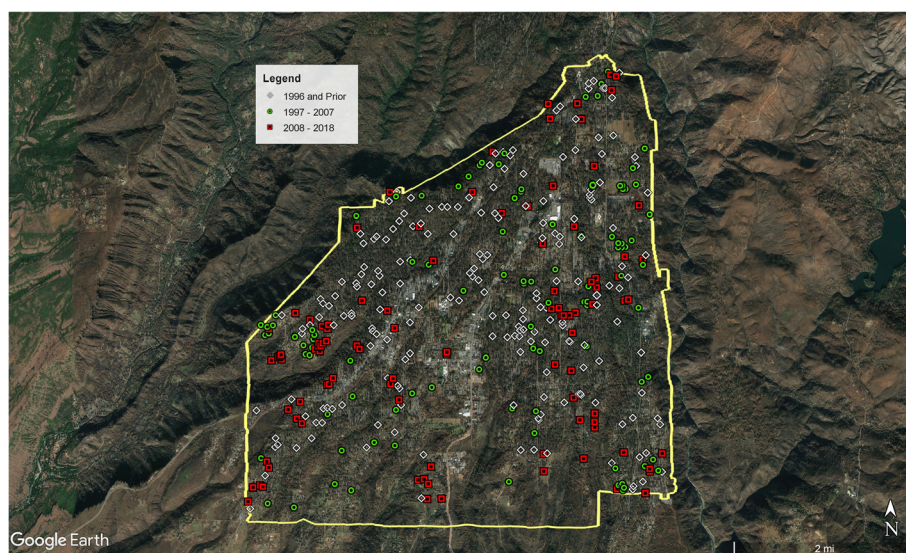 Legend
1996 and Prior
1997 - 2007
2008 - 2018
N
Google Earth
2 mi